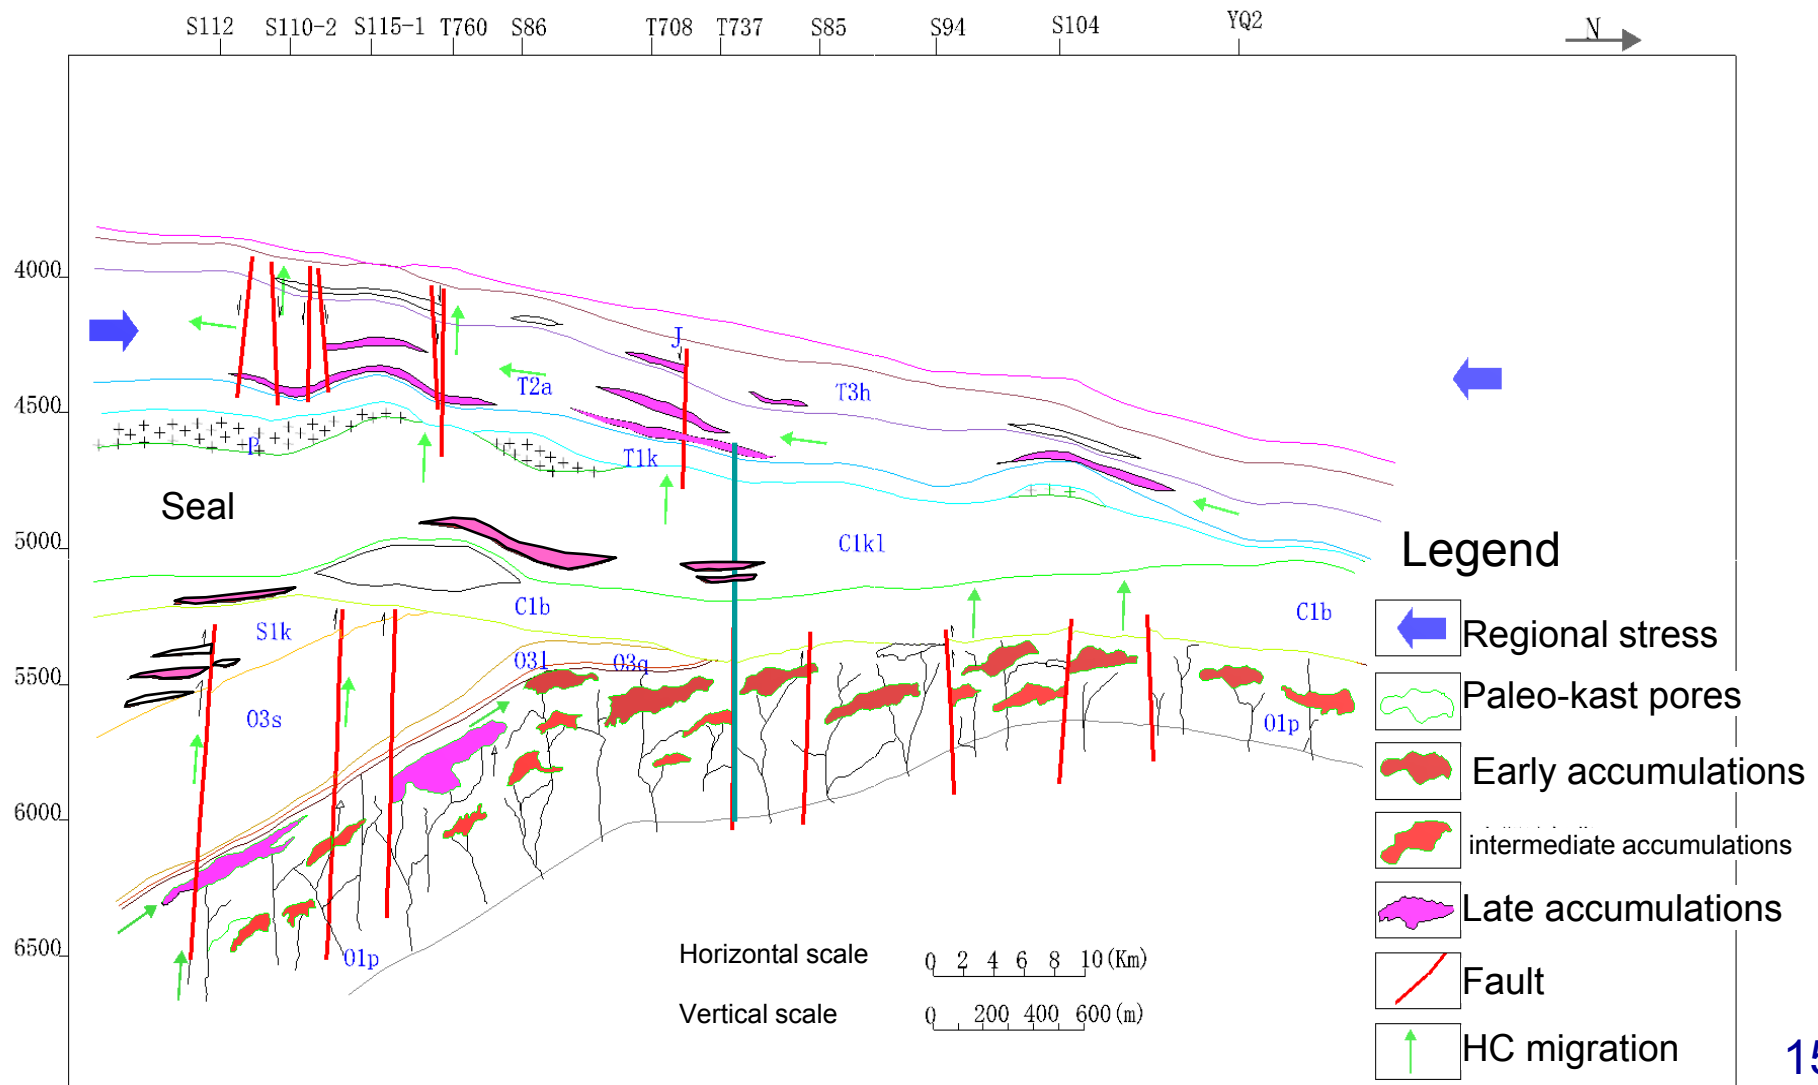 S112 S110-2 S115-1 T760 S86 T708 T737 S85 S94 S104 YQ2 N
4000
J
T2a T3h
4500
P
T1k
Seal
5000
C1kl
Legend
C1b C1b
S1k
Regional stress
O3l O3q
5500
Paleo-kast pores
O3s O1p
Early accumulations
6000
intermediate accumulations
Late accumulations
6500
O1p
Horizontal scale 0 2 4 6 8 10(Km)
Fault
Vertical scale 0 200 400 600(m)
HC migration
15